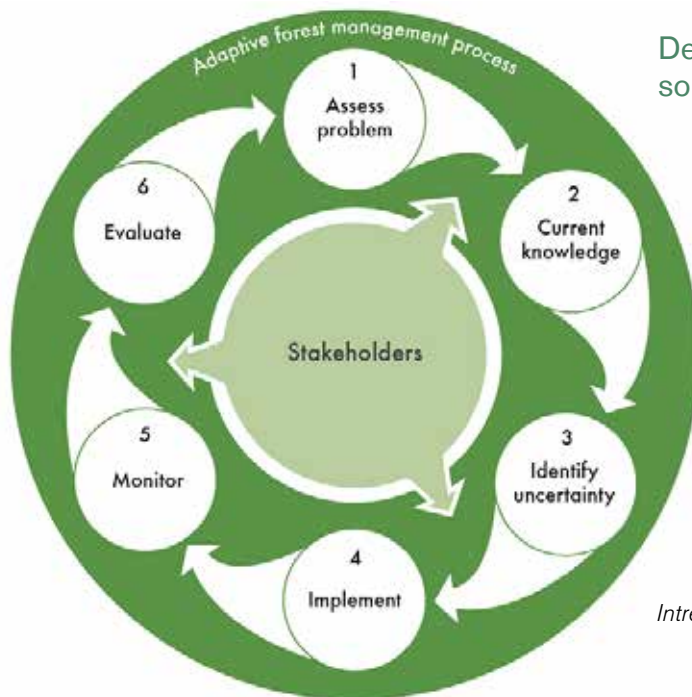 Adaptive forest management process
1
Assess
problem
2
Current
knowledge
3
Identify
uncertainty
4
Implement
5
Monitor
6
Evaluate
Stakeholders